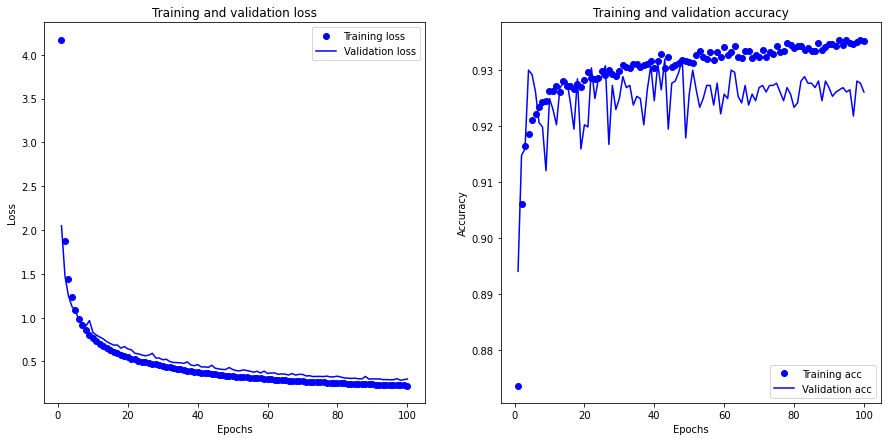 Training and validation loss
Training loss
Validation loss
4.0
3.5
3.0
2.5
2.0
1.5
1.0
0.5
Loss
0
20
40
60
80
100
Epochs
Training and validation accuracy
0.93
0.92
0.91
0.90
0.89
0.88
Accuracy
Training acc
Validation acc
0
20
40
60
80
100
Epochs